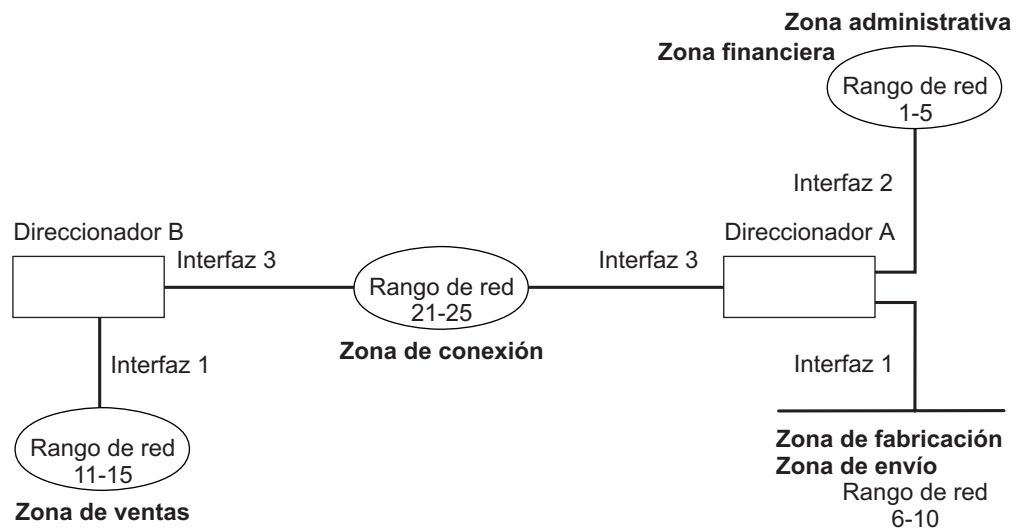 Zona administrativa
Zona financiera
Rango de red
1-5
Interfaz 2
Direccionador B
Direccionador A
Interfaz 3
Interfaz 3
Rango de red
21-25
Zona de conexión
Interfaz 1
Interfaz 1
Rango de red
11-15
Zona de ventas
Zona de fabricación
Zona de envío
Rango de red
6-10